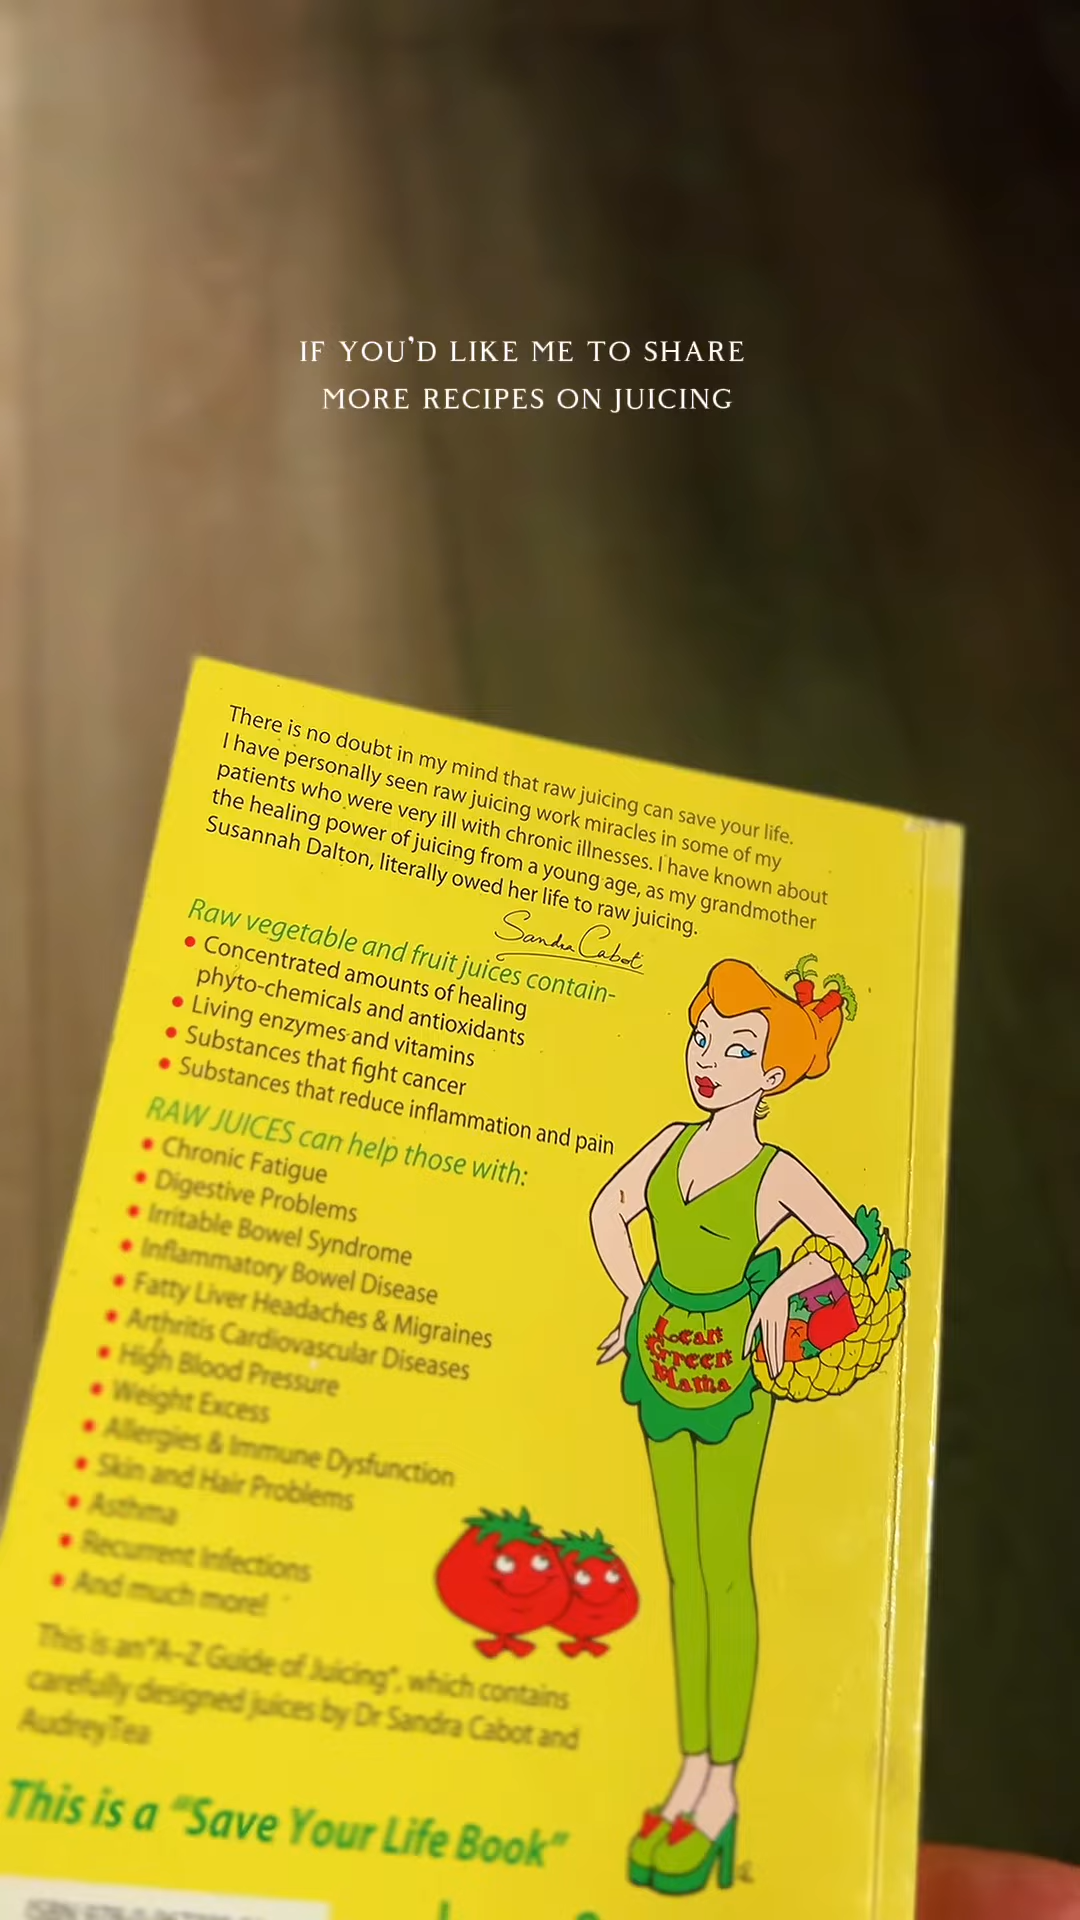 IF YOU'D LIKE ME TO SHARE
MORE RECIPES ON JUICING
There is no doubt in my mind that raw juicing can save your life.
I have personally seen raw juicing work miracles in some of my
patients who were very ill with chronic illnesses. I have known about
the healing power of juicing from a young age, as my grandmother
Susannah Dalton, literally owed her life to raw juicing.
Sandra Cabot
Raw vegetable and fruit juices contain-
• Concentrated amounts of healing
phyto-chemicals and antioxidants
• Living enzymes and vitamins
• Substances that fight cancer
• Substances that reduce inflammation and pain
RAW JUICES can help those with:
• Chronic Fatigue
• Digestive Problems
• Irritable Bowel Syndrome
• Inflammatory Bowel Disease
• Fatty Liver Headaches & Migraines
• Arthritis Cardiovascular Diseases
• High Blood Pressure
• Weight Excess
• Allergies & Immune Dysfunction
• Skin and Hair Problems
• Asthma
• Recurrent Infections
• And much more!
Lean
Green
Mama
This is an "A–Z Guide of Juicing", which contains
carefully designed juices by Dr Sandra Cabot and
Audrey Tea
This is a "Save Your Life Book"
ISBN